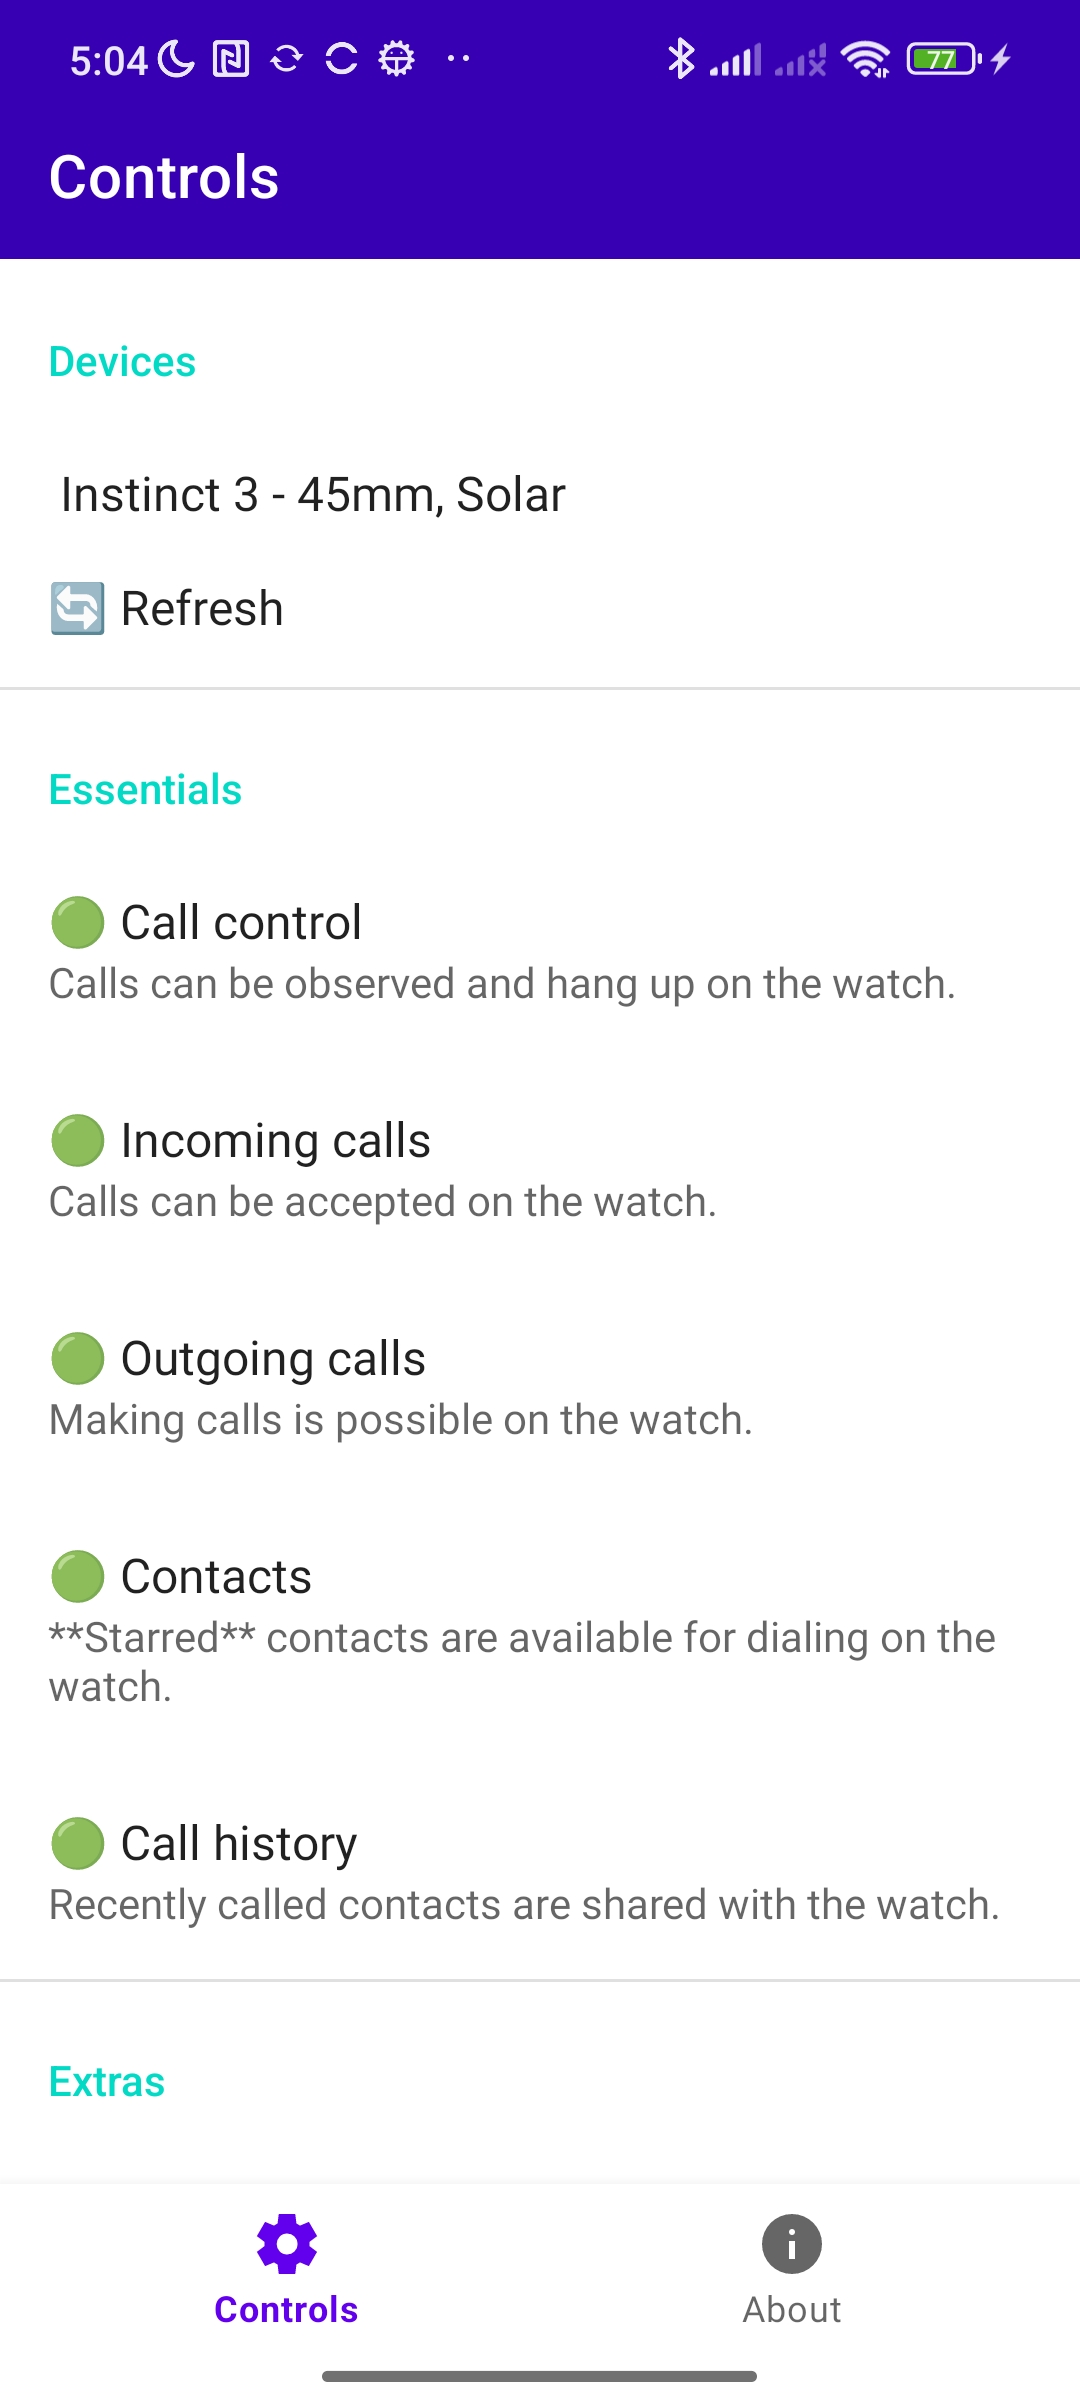 5:04
77
Controls
Devices
Instinct 3 - 45mm, Solar
Refresh
Essentials
Call control
Calls can be observed and hang up on the watch.
Incoming calls
Calls can be accepted on the watch.
Outgoing calls
Making calls is possible on the watch.
Contacts
**Starred** contacts are available for dialing on the
watch.
Call history
Recently called contacts are shared with the watch.
Extras
Controls
About